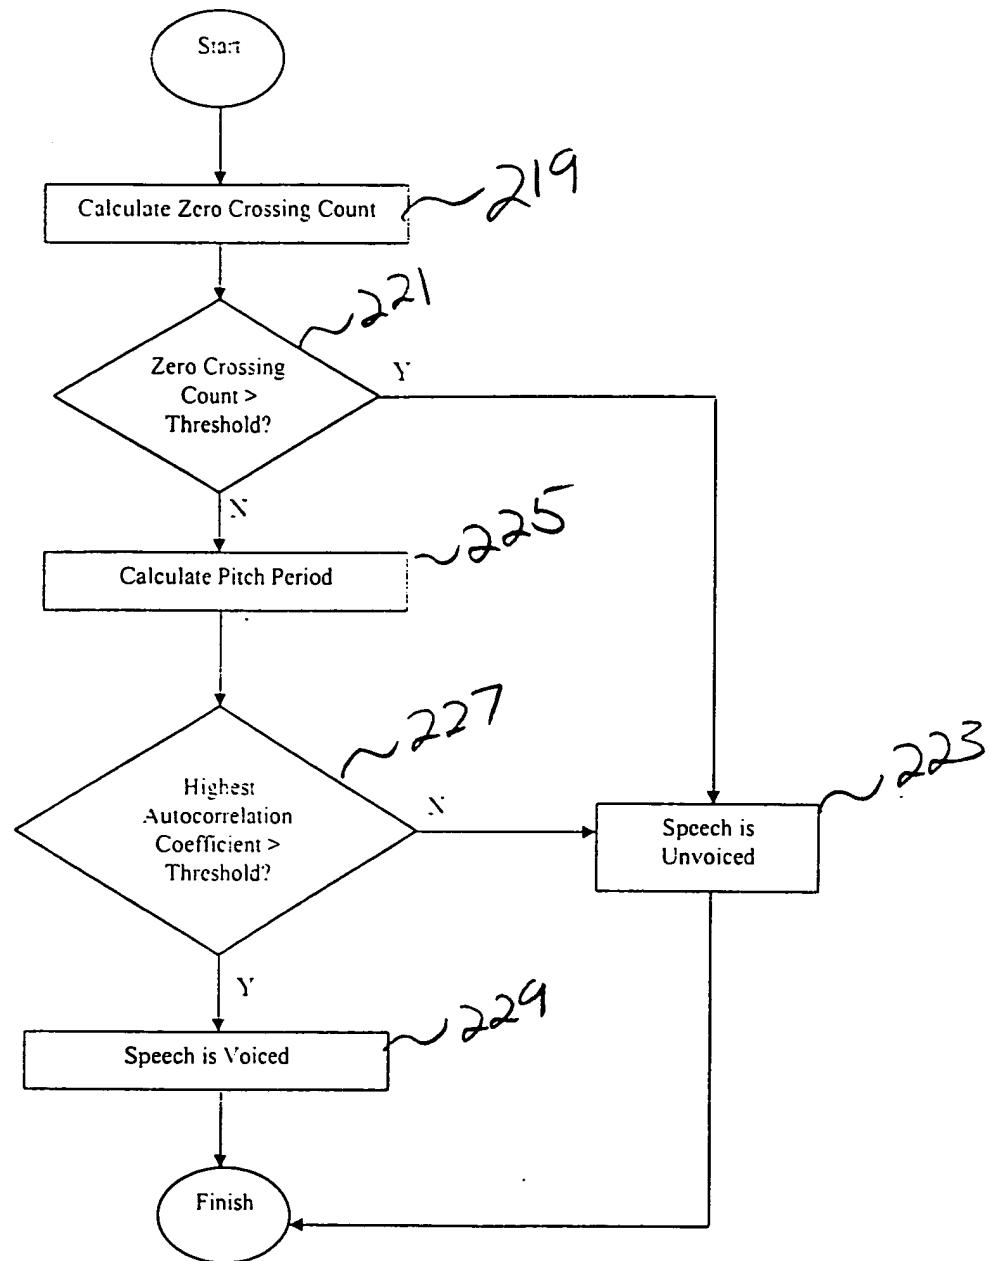 Start
Calculate Zero Crossing Count
219
221
Zero Crossing
Count >
Threshold?
Y
N
225
Calculate Pitch Period
227
Highest
Autocorrelation
Coefficient >
Threshold?
N
223
Speech is
Unvoiced
Y
229
Speech is Voiced
Finish